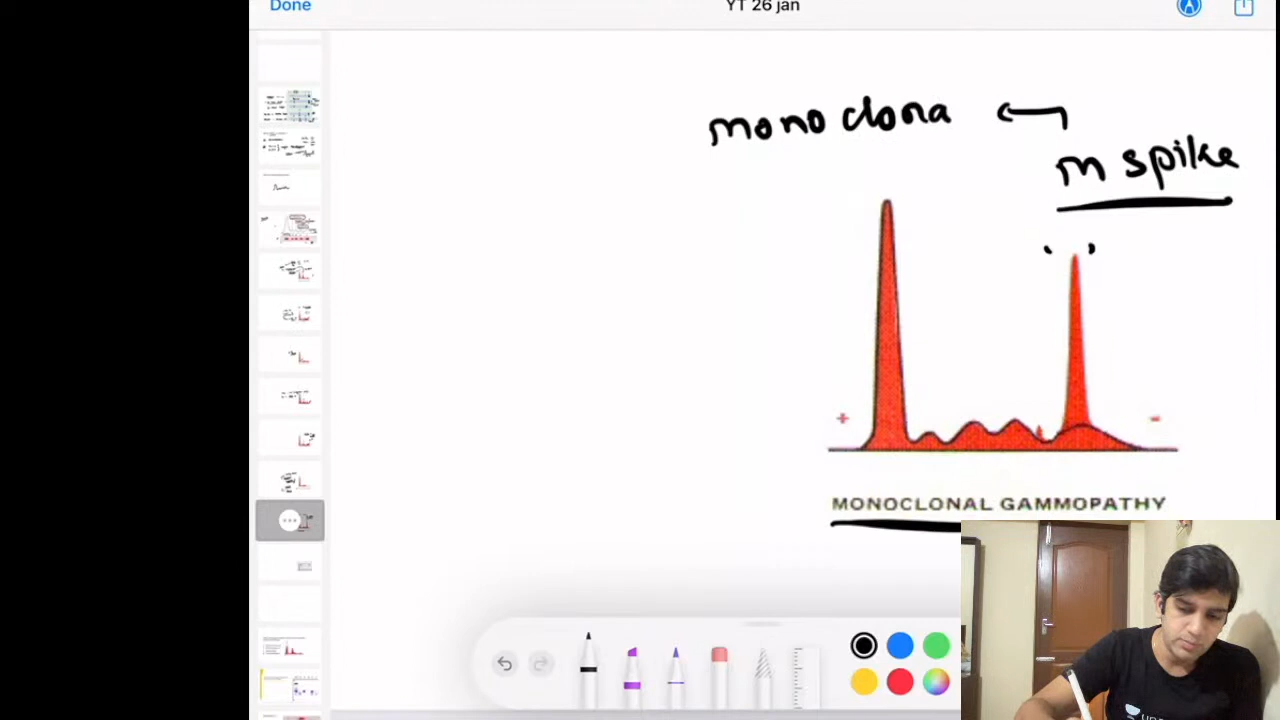 Done
YT 26 jan
mono clona
m spike
+
-
MONOCLONAL GAMMOPATHY